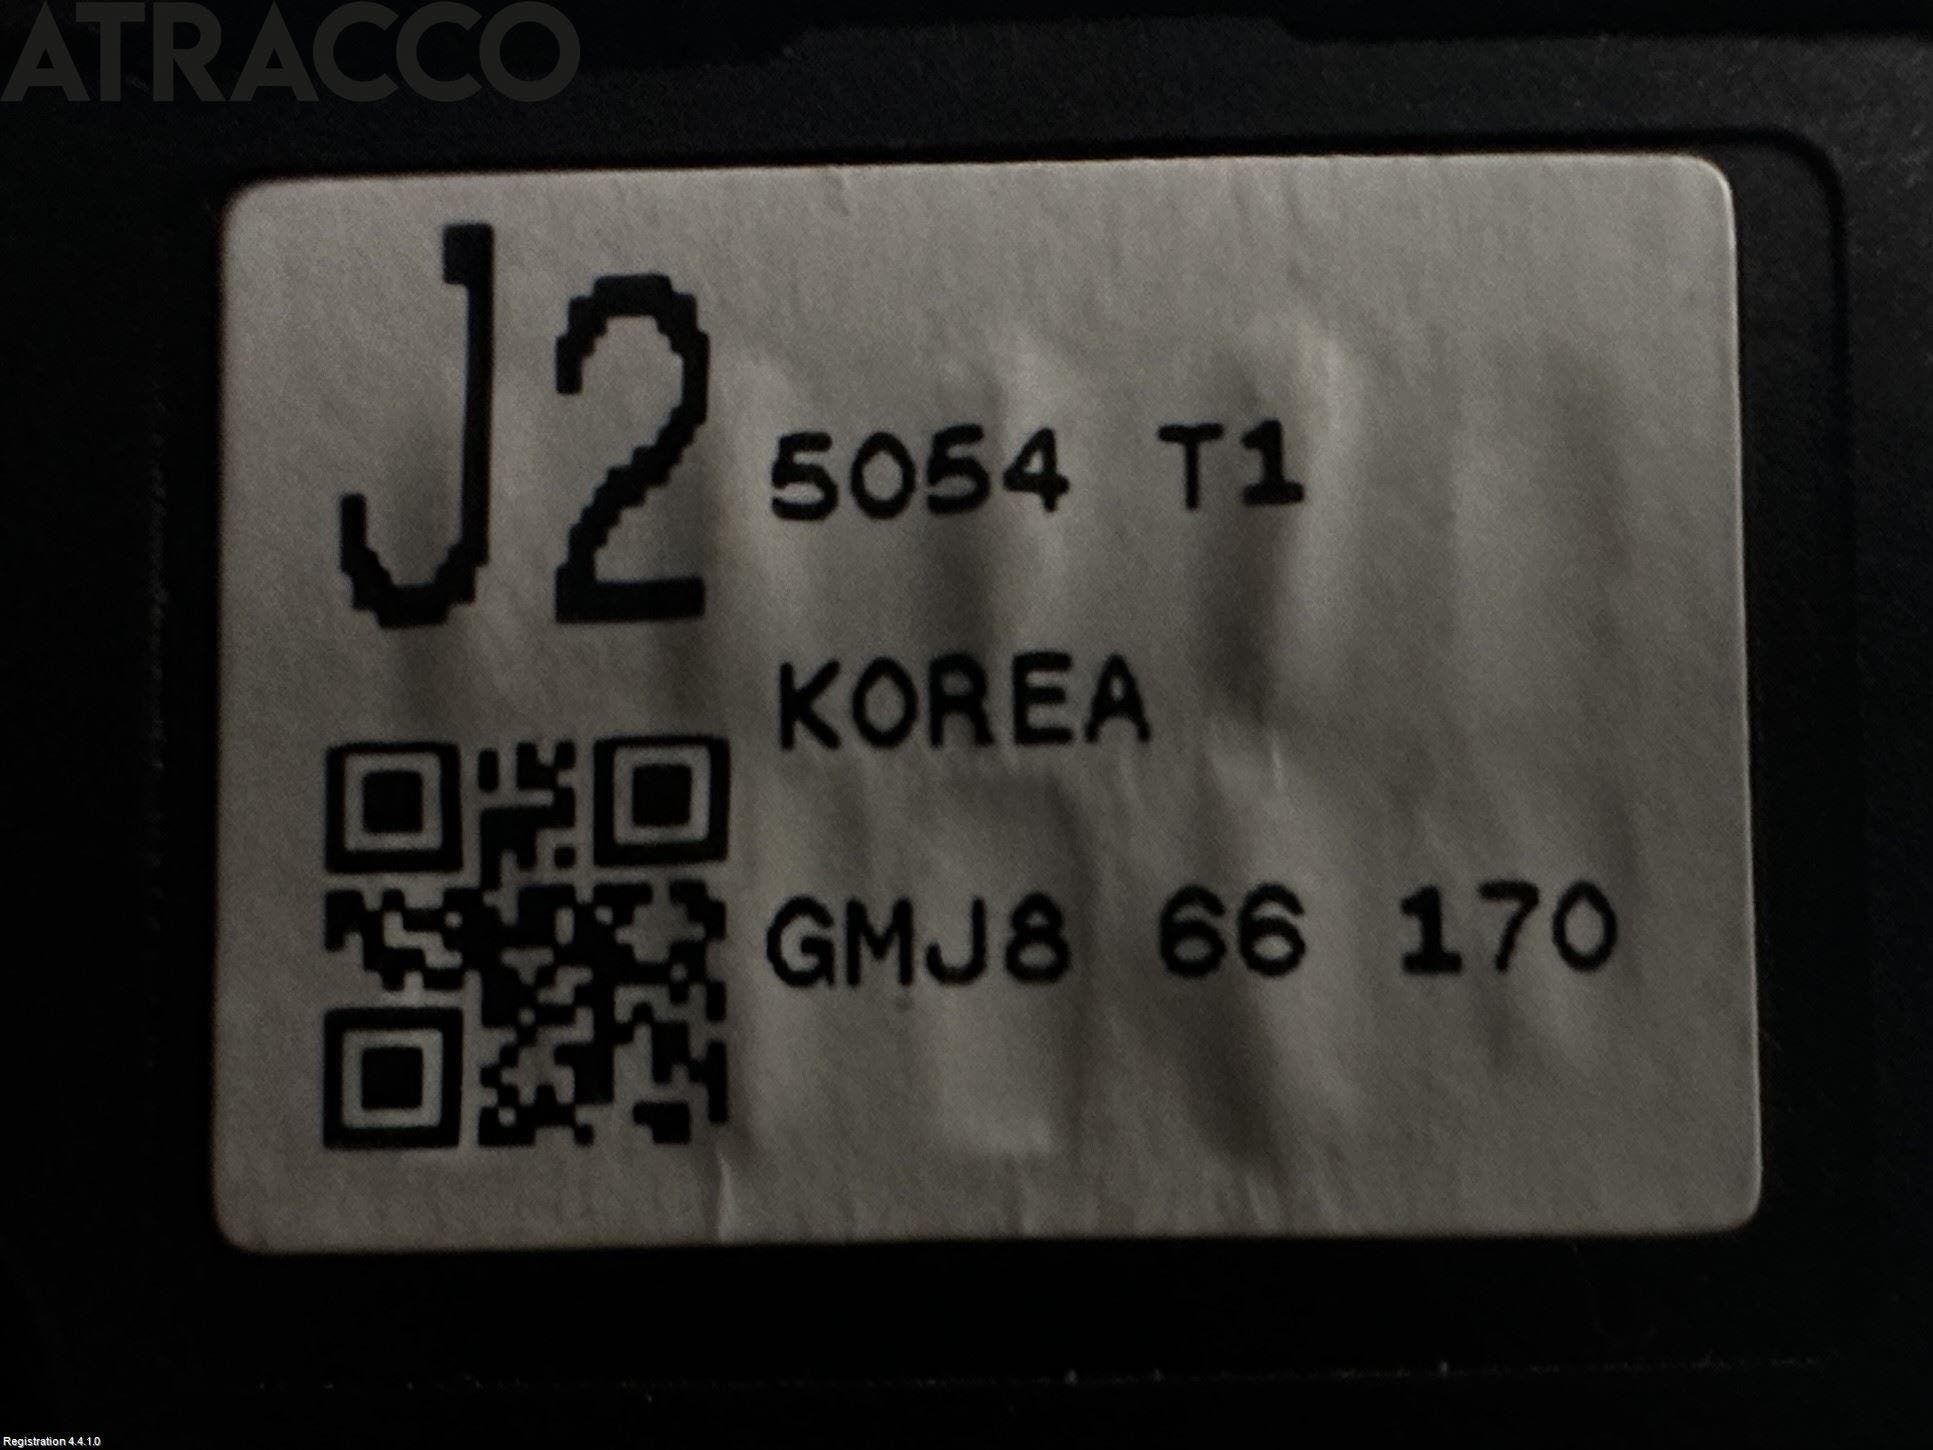 ATRACCO
J2
5054 T1
KOREA
GMJ8 66 170
Registration 4.4.1.0